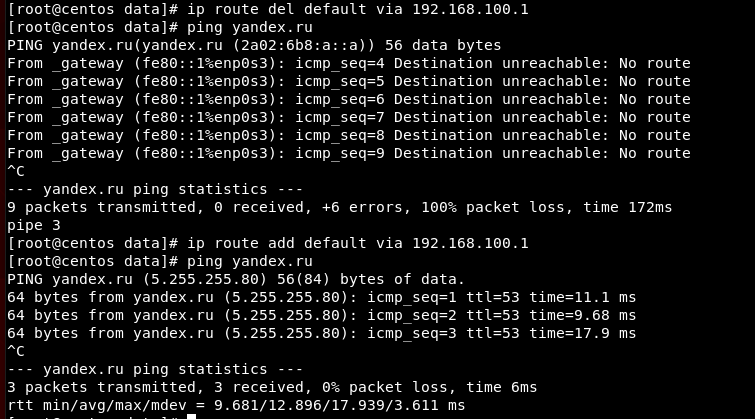 [root@centos data]# ip route del default via 192.168.100.1
[root@centos data]# ping yandex.ru
PING yandex.ru(yandex.ru (2a02:6b8:a::a)) 56 data bytes
From _gateway (fe80::1%enp0s3): icmp_seq=4 Destination unreachable: No route
From _gateway (fe80::1%enp0s3): icmp_seq=5 Destination unreachable: No route
From _gateway (fe80::1%enp0s3): icmp_seq=6 Destination unreachable: No route
From _gateway (fe80::1%enp0s3): icmp_seq=7 Destination unreachable: No route
From _gateway (fe80::1%enp0s3): icmp_seq=8 Destination unreachable: No route
From _gateway (fe80::1%enp0s3): icmp_seq=9 Destination unreachable: No route
^C
--- yandex.ru ping statistics ---
9 packets transmitted, 0 received, +6 errors, 100% packet loss, time 172ms
pipe 3
[root@centos data]# ip route add default via 192.168.100.1
[root@centos data]# ping yandex.ru
PING yandex.ru (5.255.255.80) 56(84) bytes of data.
64 bytes from yandex.ru (5.255.255.80): icmp_seq=1 ttl=53 time=11.1 ms
64 bytes from yandex.ru (5.255.255.80): icmp_seq=2 ttl=53 time=9.68 ms
64 bytes from yandex.ru (5.255.255.80): icmp_seq=3 ttl=53 time=17.9 ms
^C
--- yandex.ru ping statistics ---
3 packets transmitted, 3 received, 0% packet loss, time 6ms
rtt min/avg/max/mdev = 9.681/12.896/17.939/3.611 ms